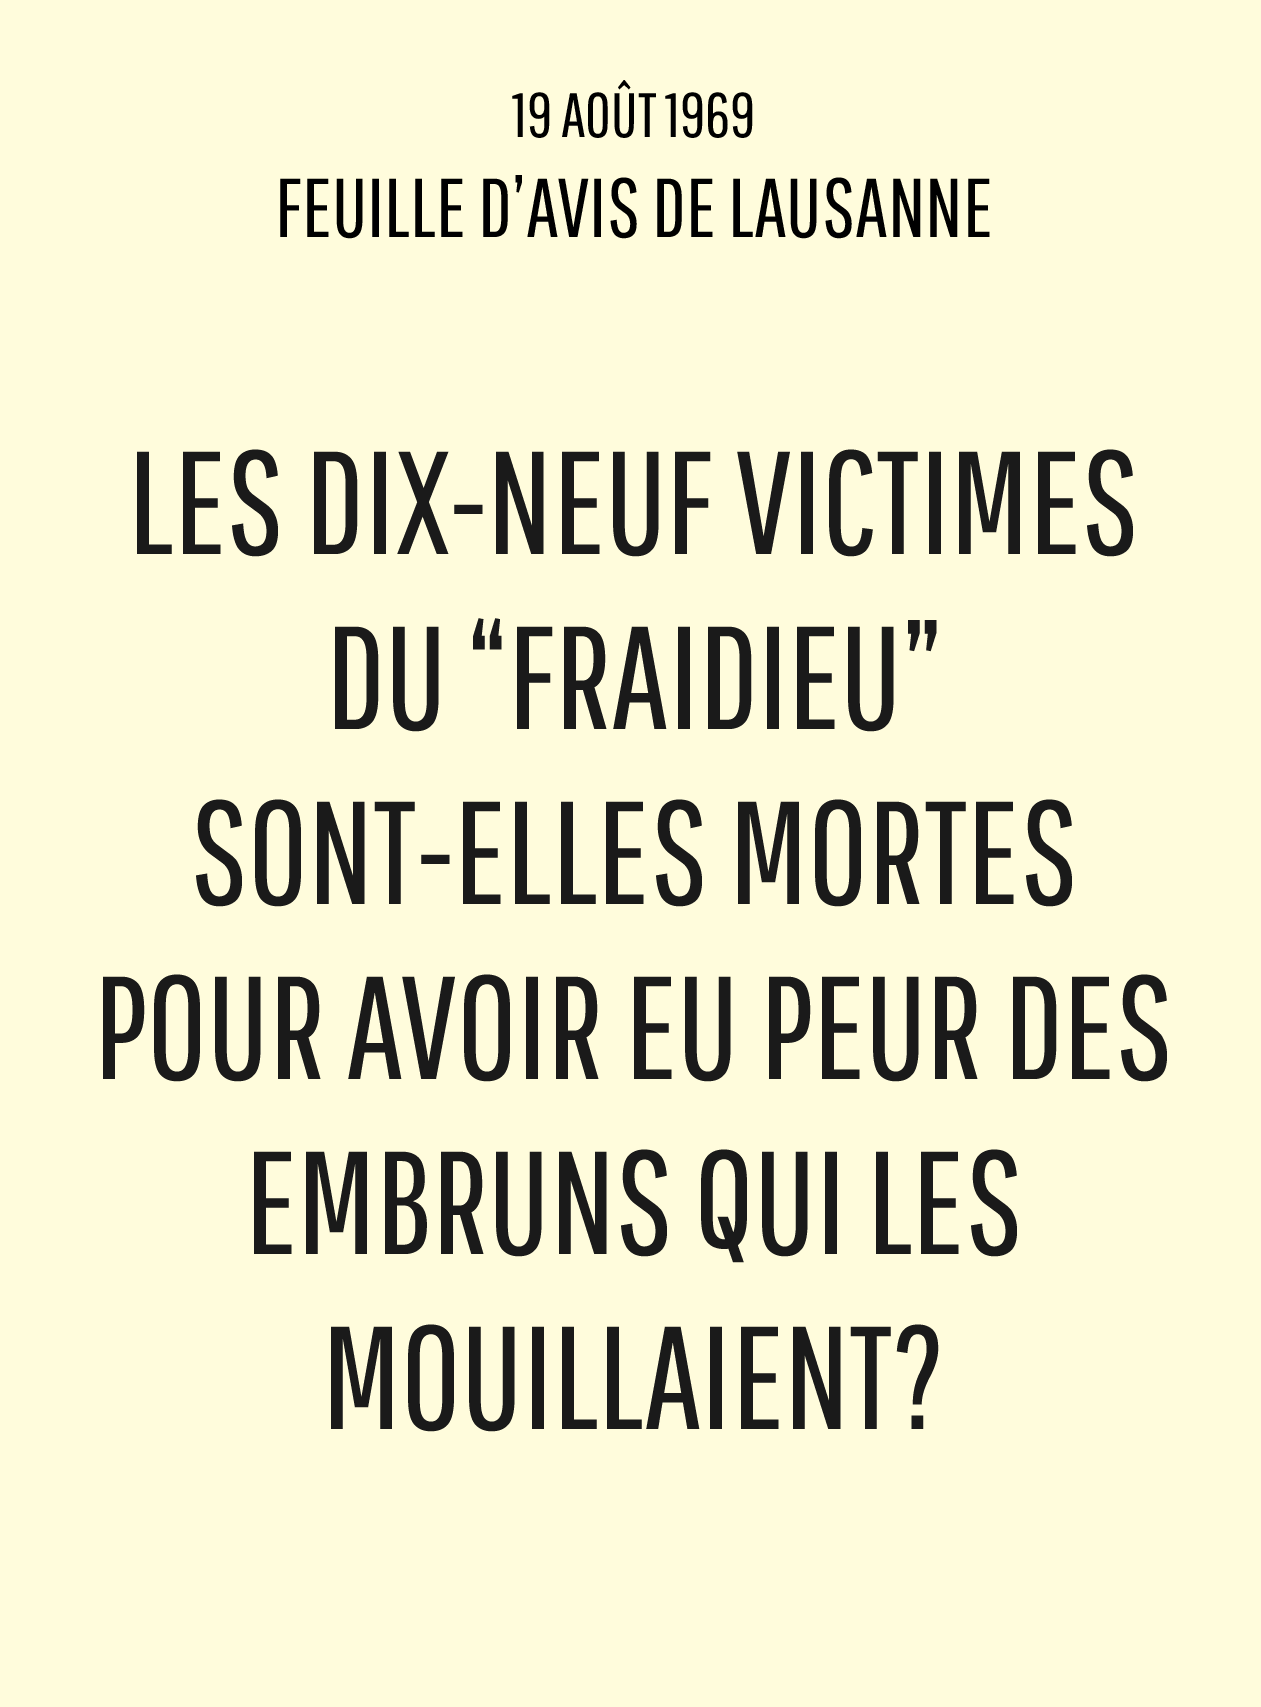 19 AOÛT 1969
FEUILLE D’AVIS DE LAUSANNE
LES DIX-NEUF VICTIMES
DU “FRAIDIEU”
SONT-ELLES MORTES
POUR AVOIR EU PEUR DES
EMBRUNS QUI LES
MOUILLAIENT?